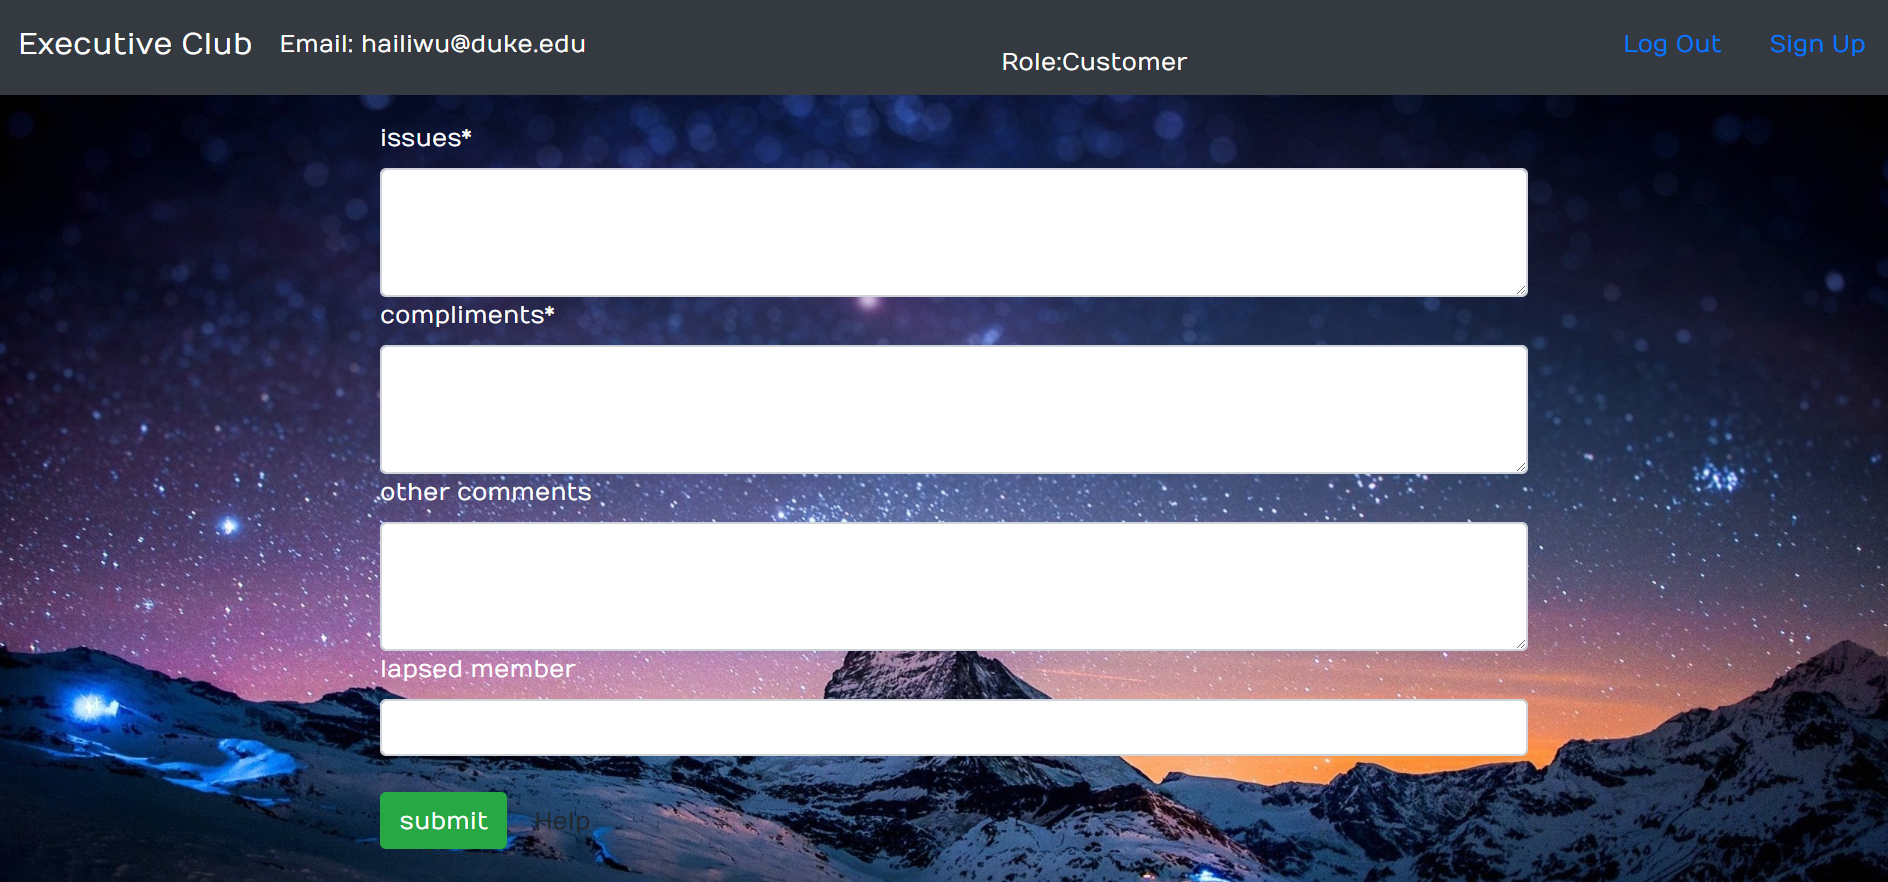 Executive Club Email: hailiwu@duke.edu Role:Customer Log Out Sign Up
issues*
compliments*
other comments
lapsed member
submit Help